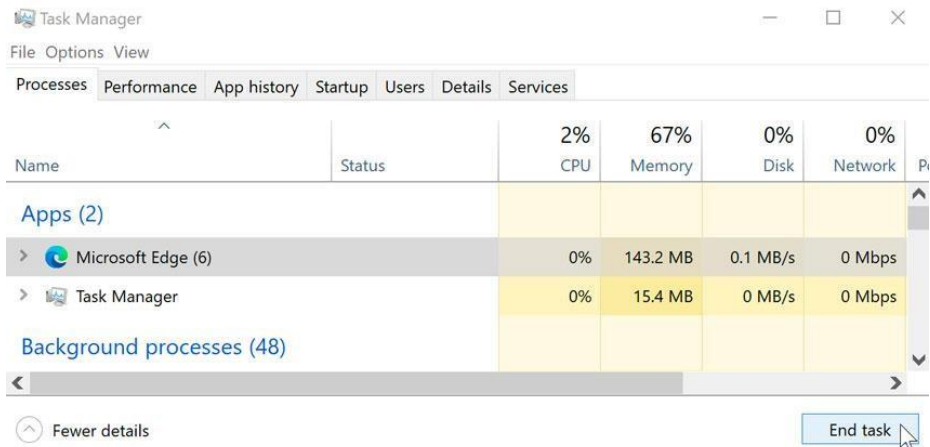 Task Manager
File Options View
Processes Performance App history Startup Users Details Services
2% 67% 0% 0%
Name Status CPU Memory Disk Network
Apps (2)
Microsoft Edge (6) 0% 143.2 MB 0.1 MB/s 0 Mbps
Task Manager 0% 15.4 MB 0 MB/s 0 Mbps
Background processes (48)
Fewer details End task